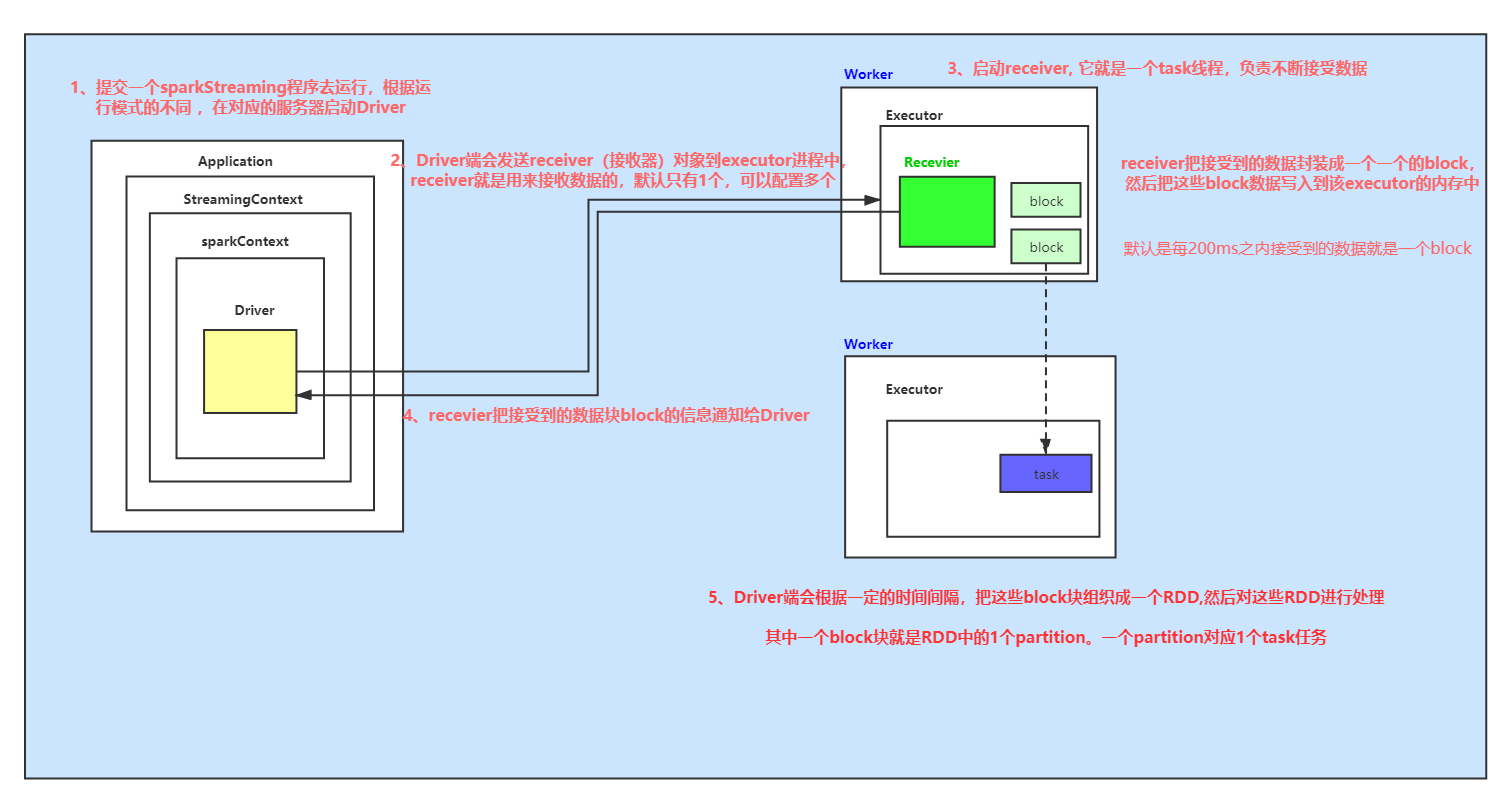 1、提交一个sparkStreaming程序去运行，根据运
行模式的不同 ，在对应的服务器启动Driver
Application
StreamingContext
sparkContext
Driver
2、Driver端会发送receiver（接收器）对象到executor进程中，
receiver就是用来接收数据的，默认只有1个，可以配置多个
Worker
3、启动receiver, 它就是一个task线程，负责不断接受数据
Executor
Recevier
block
block
receiver把接受到的数据封装成一个一个的block，
然后把这些block数据写入到该executor的内存中
默认是每200ms之内接受到的数据就是一个block
4、recevier把接受到的数据块block的信息通知给Driver
Worker
Executor
task
5、Driver端会根据一定的时间间隔，把这些block块组织成一个RDD,然后对这些RDD进行处理
其中一个block块就是RDD中的1个partition。一个partition对应1个task任务